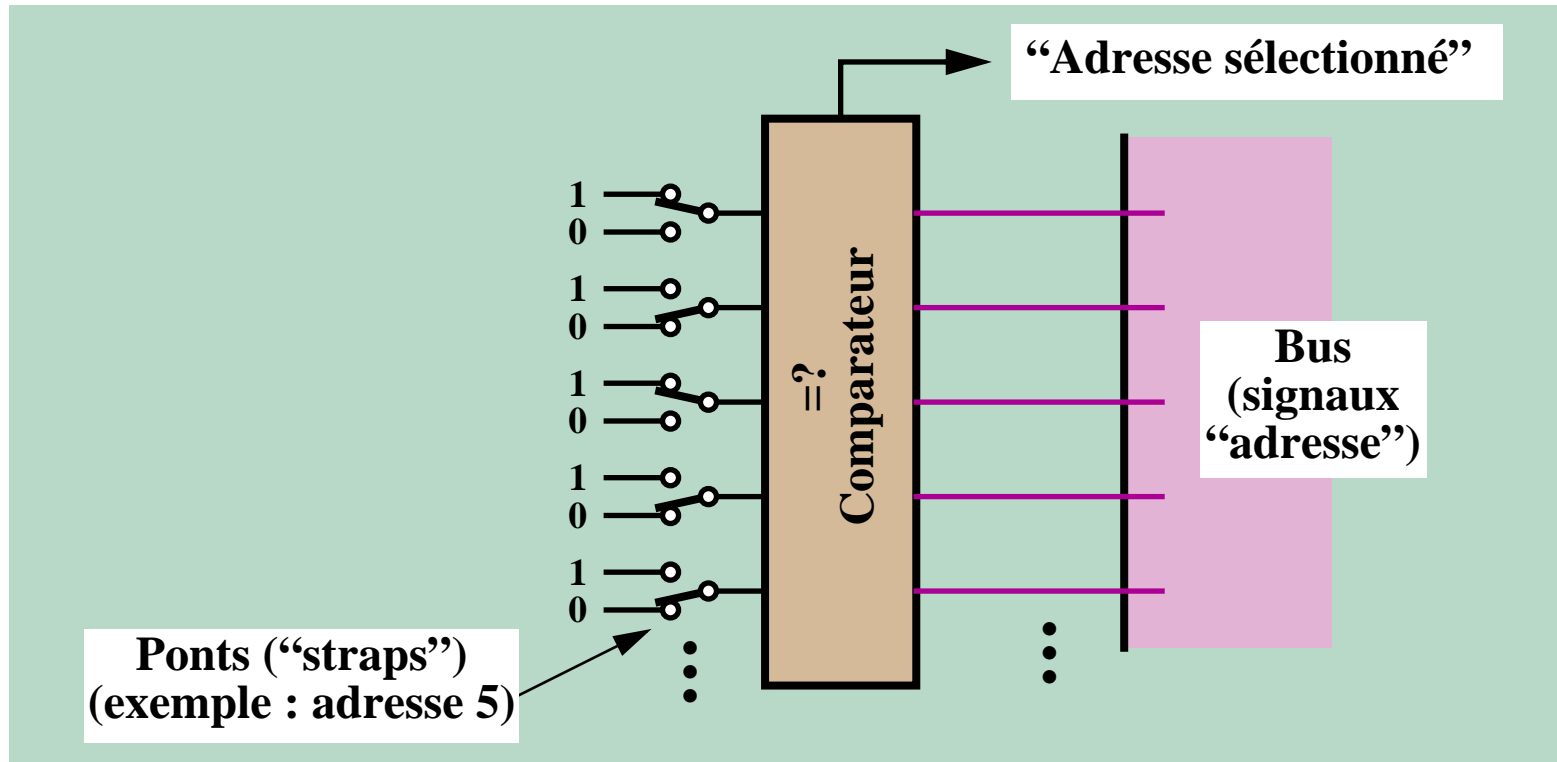 “Adresse sélectionné”
1
0
1
0
1
0
1
0
1
0
=?
Comparateur
Bus
(signaux
“adresse”)
Ponts (“straps”)
(exemple : adresse 5)